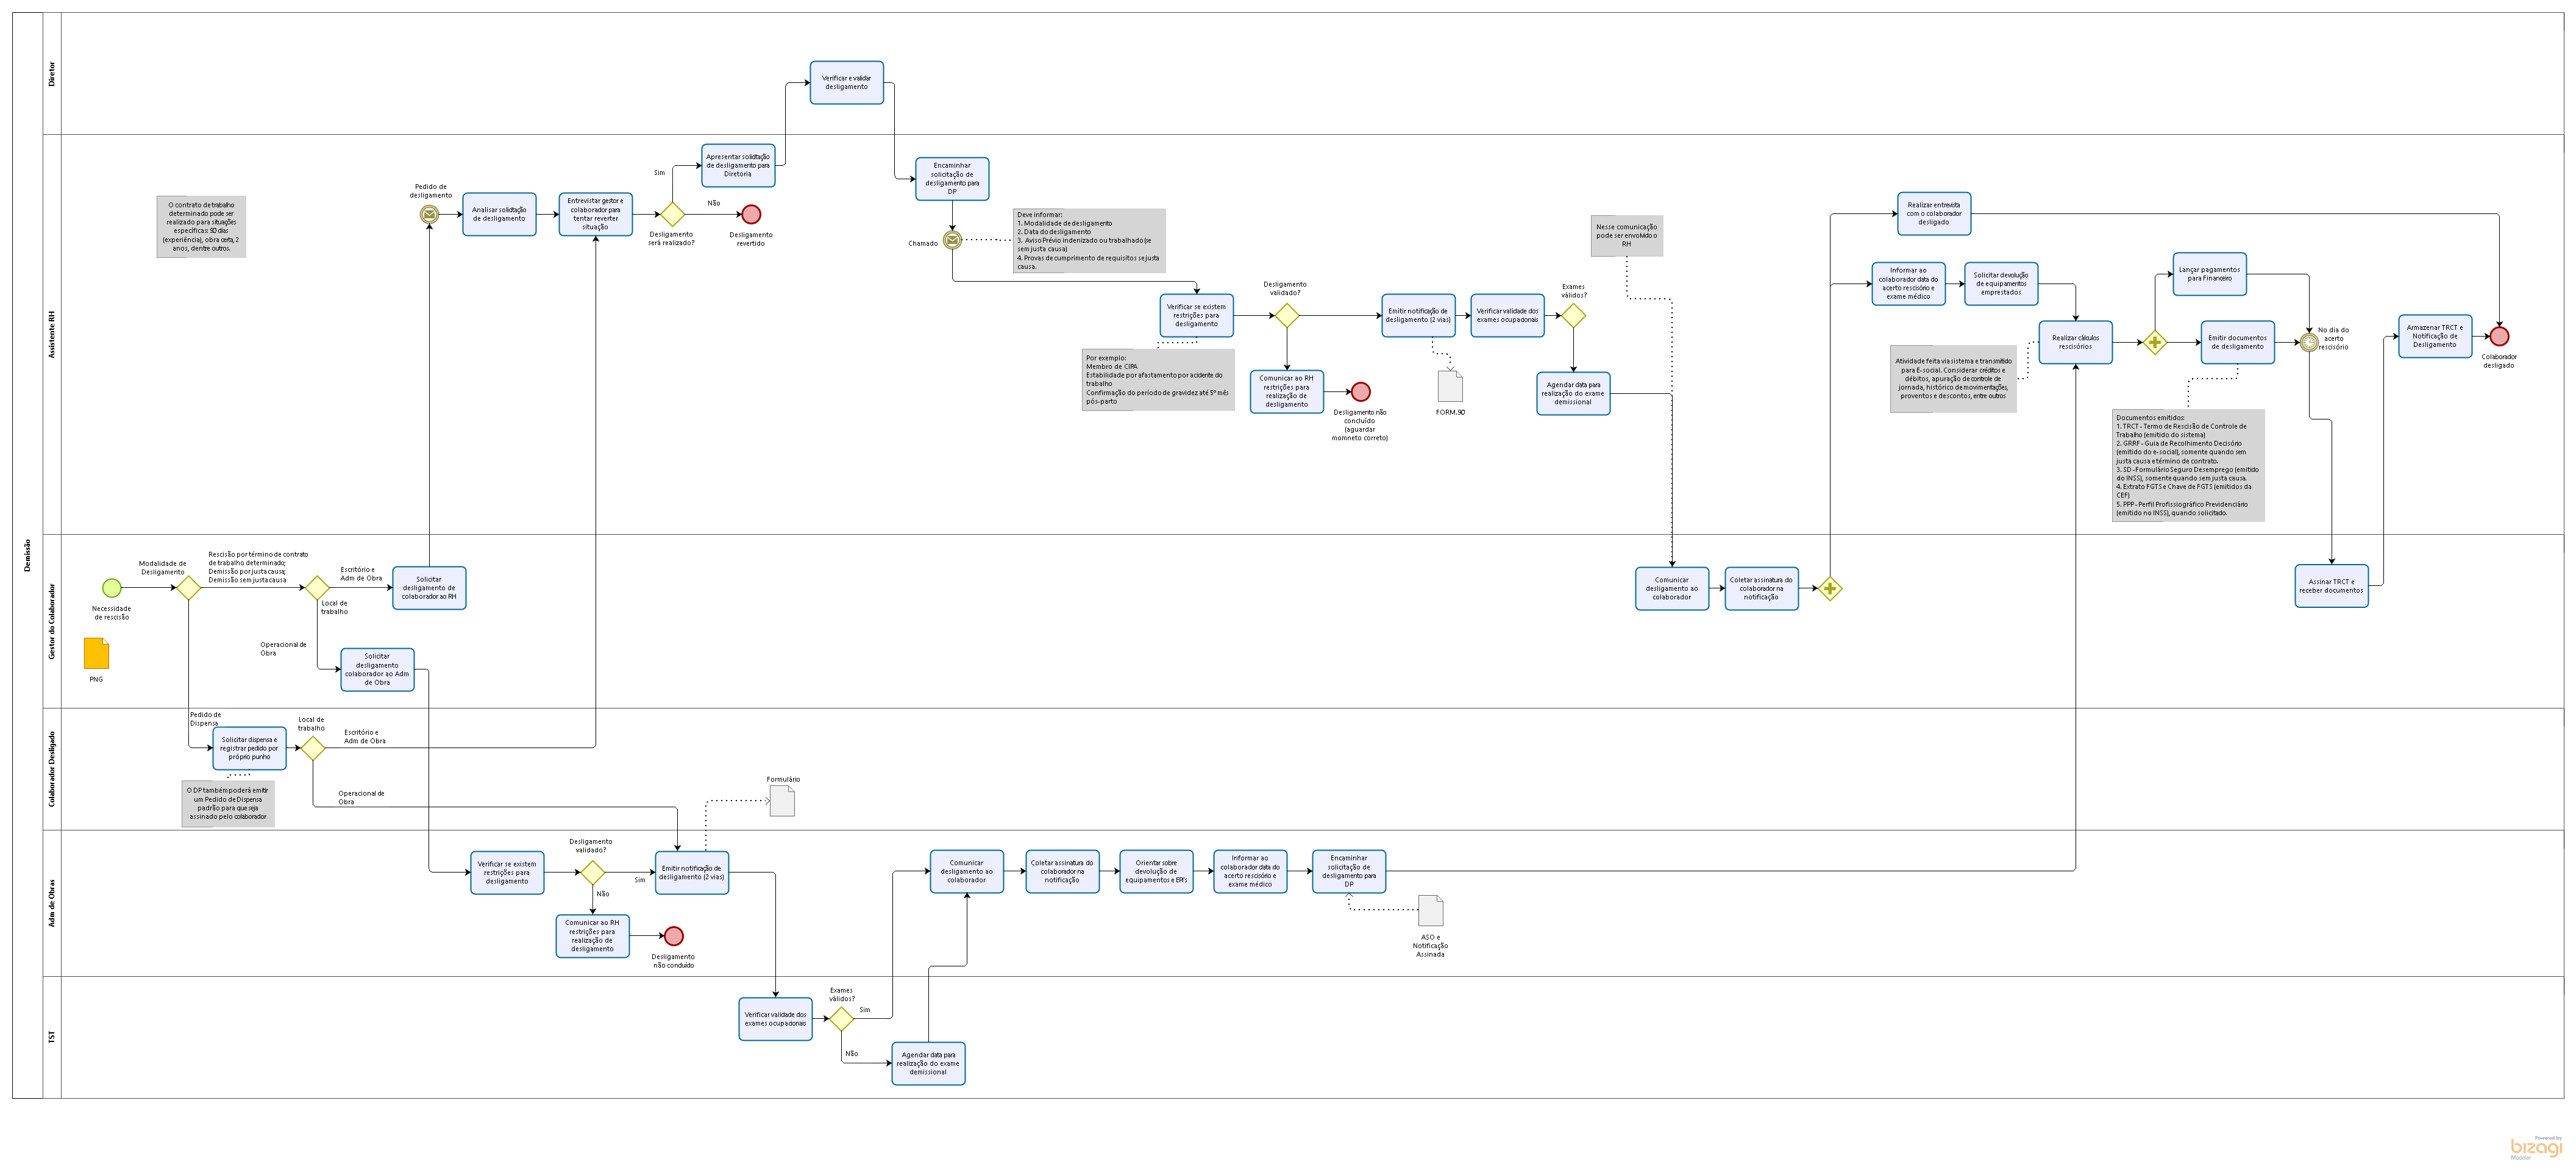 Demissão
Diretor
Verificar e validar
desligamento
Asistente RH
O contrato de trabalho
determinado pode ser
realizado para situações
específicas: 90 dias
(experiência), obra certa, 2
anos, dentre outros.
Pedido de
desligamento
Analisar solicitação
de desligamento
Entrevistar gestor e
colaborador para
tentar reverter
situação
Desligamento
será realizado?
Sim
Apresentar solicitação
de desligamento para
Diretoria
Não
Desligamento
revertido
Encaminhar
solicitação de
desligamento para
DP
Chamado
Deve informar:
1. Modalidade de desligamento
2. Data do desligamento
3. Aviso Prévio indenizado ou trabalhado (se
sem justa causa)
4. Provas de cumprimento de requisitos se justa
causa.
Verificar se existem
restrições para
desligamento
Por exemplo:
Membro de CIPA
Estabilidade por afastamento por acidente do
trabalho
Confirmação do período de gravidez até 5º mês
pós-parto
Desligamento
validado?
Comunicar ao RH
restrições para
realização de
desligamento
Desligamento não
concluído
(aguardar
momneto correto)
Emitir notificação de
desligamento (2 vias)
FORM.90
Verificar validade dos
exames ocupacionais
Exames
válidos?
Agendar data para
realização do exame
demissional
Nesse comunicação
pode ser envolvido o
RH
Realizar entrevista
com o colaborador
desligado
Informar ao
colaborador data do
acerto rescisório e
exame médico
Solicitar devolução
de equipamentos
emprestados
Atividade feita via sistema e transmitido
para E-social. Considerar créditos e
débitos, apuração de controle de
jornada, histórico de movimentações,
proventos e descontos, entre outros
Realizar cálculos
rescisórios
Lançar pagamentos
para Financeiro
Emitir documentos
de desligamento
Documentos emitidos:
1. TRCT - Termo de Rescisão de Controle de
Trabalho (emitido do sistema)
2. GRRF - Guia de Recolhimento Decisório
(emitido do e-social), somente quando sem
justa causa e término de contrato.
3. SD - Formulário Seguro Desemprego (emitido
do INSS), somente quando sem justa causa.
4. Extrato FGTS e Chave de FGTS (emitidos da
CEF)
5. PPP - Perfil Profissiográfico Previdenciário
(emitido no INSS), quando solicitado.
No dia do
acerto
rescisório
Armazenar TRCT e
Notificação de
Desligamento
Colaborador
desligado
Gestor do Colaborador
Necessidade
de rescisão
PNG
Modalidade de
Desligamento
Rescisão por término de contrato
de trabalho determinado;
Demissão por justa causa;
Demissão sem justa causa
Local de
trabalho
Escritório e
Adm de Obra
Solicitar
desligamento de
colaborador ao RH
Operacional de
Obra
Solicitar
desligamento
colaborador ao Adm
de Obra
Comunicar
desligamento ao
colaborador
Coletar assinatura do
colaborador na
notificação
Assinar TRCT e
receber documentos
Colaborador Desligado
Pedido de
Dispensa
Solicitar dispensa e
registrar pedido por
próprio punho
O DP também poderá emitir
um Pedido de Dispensa
padrão para que seja
assinado pelo colaborador
Local de
trabalho
Escritório e
Adm de Obra
Operacional de
Obra
Formulário
Adm de Obras
Verificar se existem
restrições para
desligamento
Desligamento
validado?
Sim
Não
Comunicar ao RH
restrições para
realização de
desligamento
Desligamento
não concluído
Emitir notificação de
desligamento (2 vias)
Comunicar
desligamento ao
colaborador
Coletar assinatura do
colaborador na
notificação
Orientar sobre
devolução de
equipamentos e EPI's
Informar ao
colaborador data do
acerto rescisório e
exame médico
Encaminhar
solicitação de
desligamento para
DP
ASO e
Notificação
Assinada
TST
Verificar validade dos
exames ocupacionais
Exames
válidos?
Sim
Não
Agendar data para
realização do exame
demissional
Powered by
bizagi
Modeler